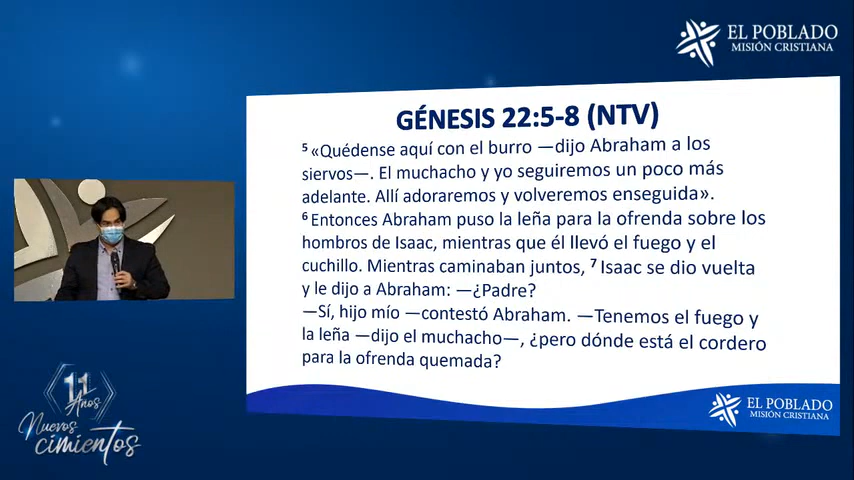 EL POBLADO
MISIÓN CRISTIANA
GÉNESIS 22:5-8 (NTV)
⁵ «Quédense aquí con el burro —dijo Abraham a los
siervos—. El muchacho y yo seguiremos un poco más
adelante. Allí adoraremos y volveremos enseguida».
⁶ Entonces Abraham puso la leña para la ofrenda sobre los
hombros de Isaac, mientras que él llevó el fuego y el
cuchillo. Mientras caminaban juntos, ⁷ Isaac se dio vuelta
y le dijo a Abraham: —¿Padre?
—Sí, hijo mío —contestó Abraham. —Tenemos el fuego y
la leña —dijo el muchacho—, ¿pero dónde está el cordero
para la ofrenda quemada?
11
Años
Nuevos
cimientos
EL POBLADO
MISIÓN CRISTIANA